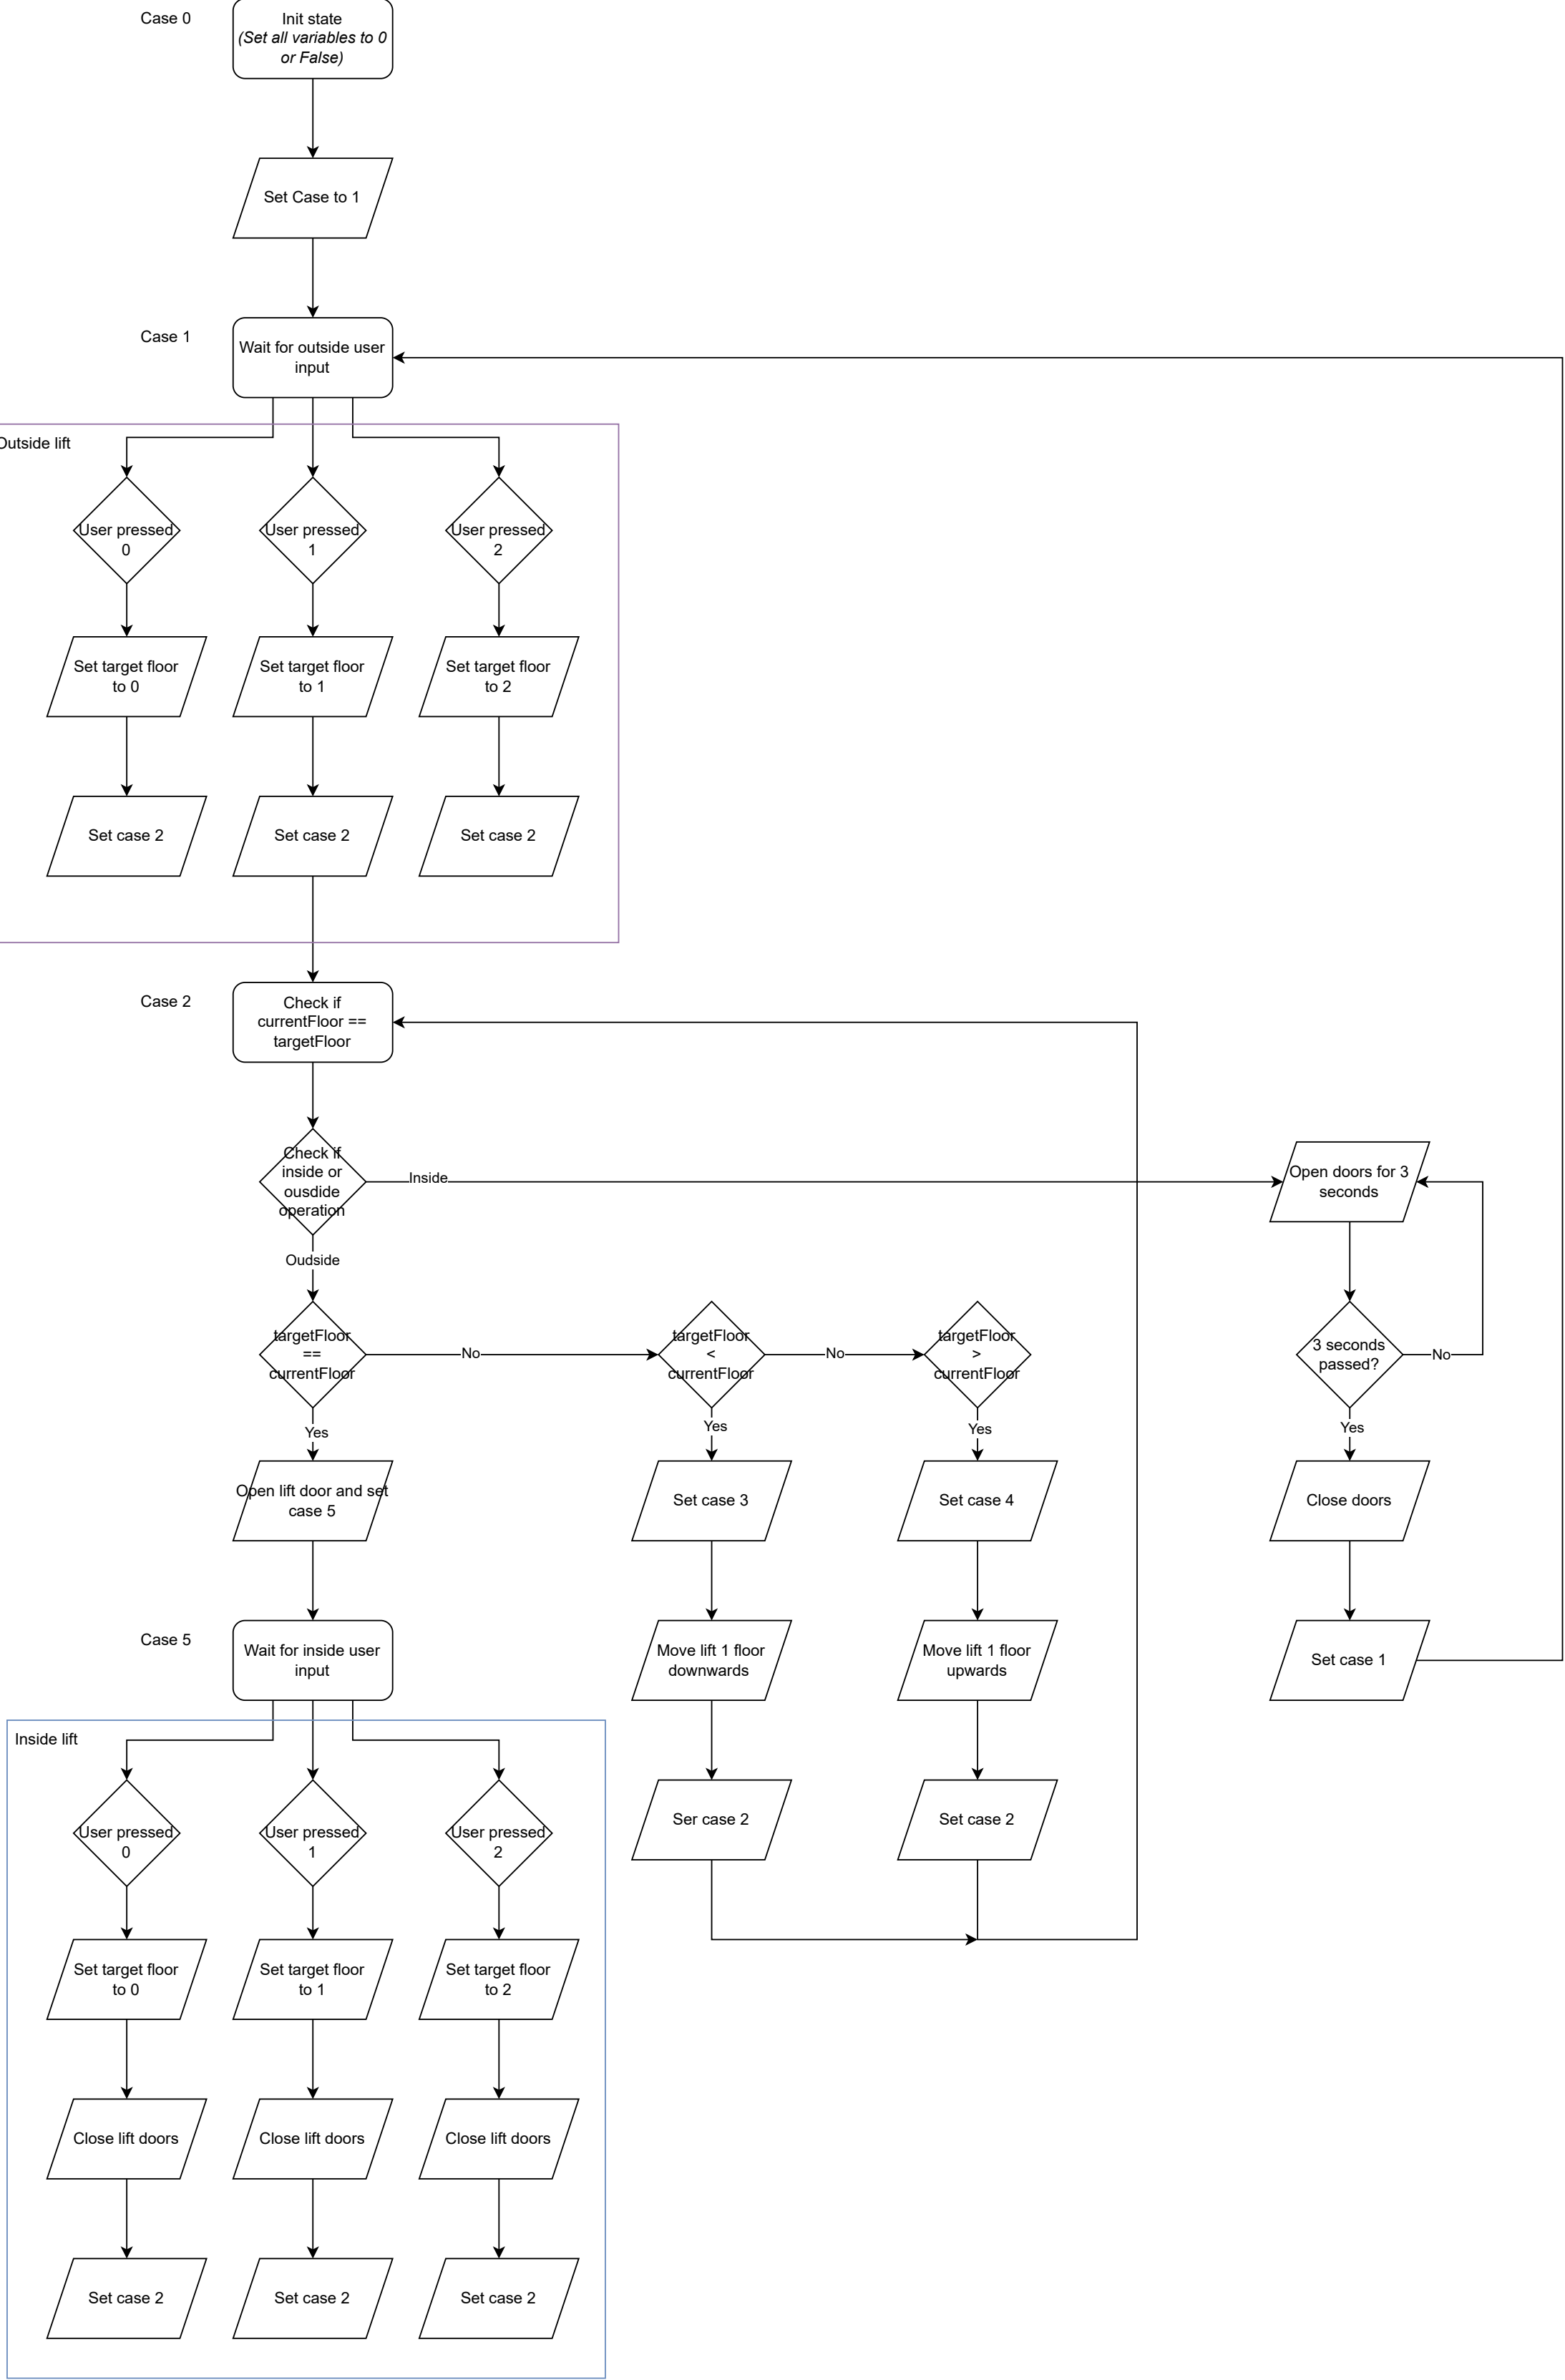 Case 0
Init state
(Set all variables to 0
or False)
Set Case to 1
Case 1
Wait for outside user
input
Outside lift
User pressed
0
User pressed
1
User pressed
2
Set target floor
to 0
Set target floor
to 1
Set target floor
to 2
Set case 2
Set case 2
Set case 2
Case 2
Check if
currentFloor ==
targetFloor
Check if
inside or
ousdide
operation
Inside
Open doors for 3
seconds
Oudside
targetFloor
==
currentFloor
No
targetFloor
<
currentFloor
No
targetFloor
>
currentFloor
3 seconds
passed?
No
Yes
Yes
Yes
Yes
Open lift door and set
case 5
Set case 3
Set case 4
Close doors
Case 5
Wait for inside user
input
Move lift 1 floor
downwards
Move lift 1 floor
upwards
Set case 1
Inside lift
User pressed
0
User pressed
1
User pressed
2
Ser case 2
Set case 2
Set target floor
to 0
Set target floor
to 1
Set target floor
to 2
Close lift doors
Close lift doors
Close lift doors
Set case 2
Set case 2
Set case 2